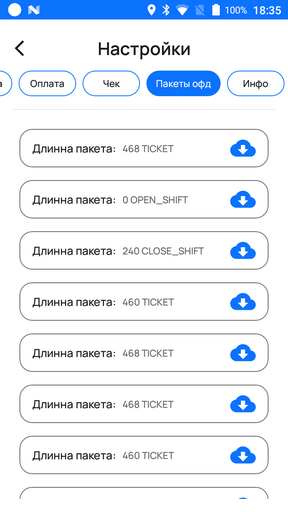 100% 18:35
Настройки
Оплата Чек Пакеты офд Инфо
Длинна пакета: 468 TICKET
Длинна пакета: 0 OPEN_SHIFT
Длинна пакета: 240 CLOSE_SHIFT
Длинна пакета: 460 TICKET
Длинна пакета: 468 TICKET
Длинна пакета: 468 TICKET
Длинна пакета: 460 TICKET